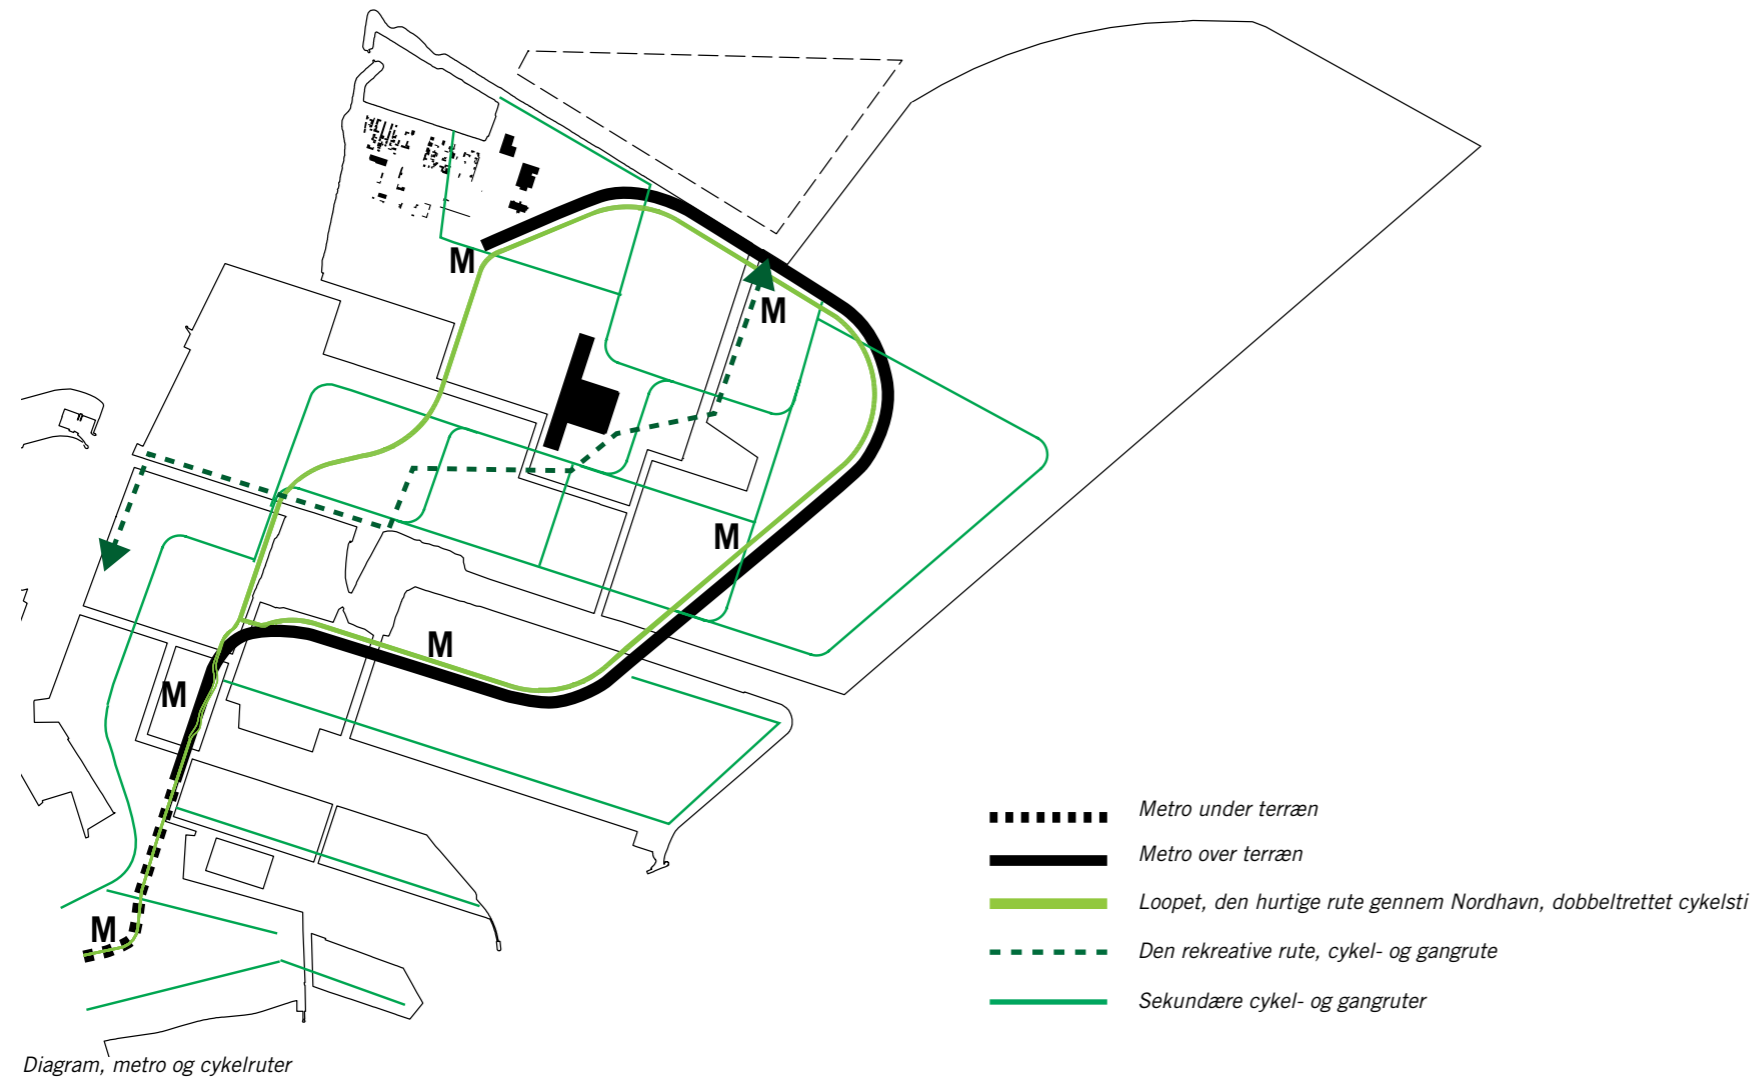 M
M
M
M
M
M
Metro under terræn
Metro over terræn
Loopet, den hurtige rute gennem Nordhavn, dobbeltrettet cykelsti
Den rekreative rute, cykel- og gangrute
Sekundære cykel- og gangruter
Diagram, metro og cykelruter